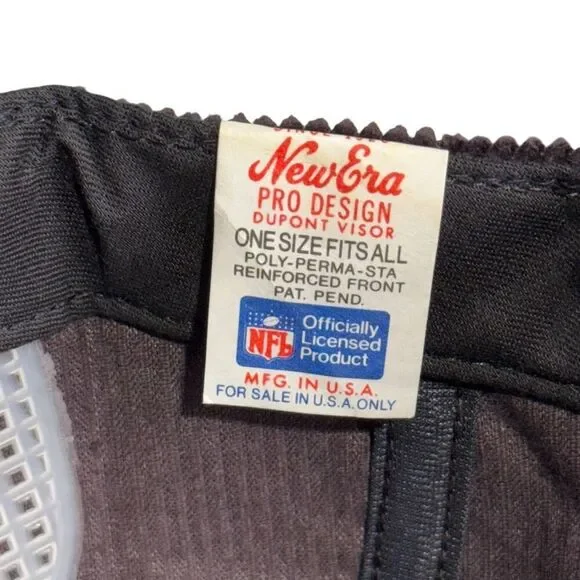 New Era
PRO DESIGN
DUPONT VISOR
ONE SIZE FITS ALL
POLY-PERMA-STA
REINFORCED FRONT
PAT. PEND.
NFL
Officially
Licensed
Product
MFG. IN U.S.A.
FOR SALE IN U.S.A. ONLY